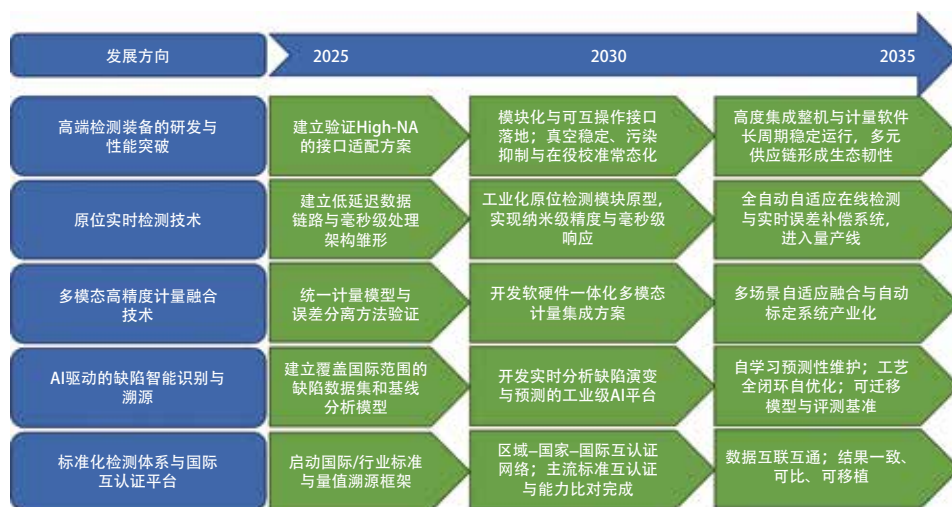 发展方向
2025
2030
2035
高端检测装备的研发与
性能突破
建立验证High-NA
的接口适配方案
模块化与可互操作接口
落地；真空稳定、污染
抑制与在役校准常态化
高度集成整机与计量软件
长周期稳定运行，多元
供应链形成生态韧性
原位实时检测技术
建立低延迟数据
链路与毫秒级处理
架构雏形
工业化原位检测模块原型，
实现纳米级精度与毫秒级
响应
全自动自适应在线检测
与实时误差补偿系统，
进入量产线
多模态高精度计量融合
技术
统一计量模型与
误差分离方法验证
开发软硬件一体化多模态
计量集成方案
多场景自适应融合与自动
标定系统产业化
AI驱动的缺陷智能识别与
溯源
建立覆盖国际范围的
缺陷数据集和基线
分析模型
开发实时分析缺陷演变
与预测的工业级AI平台
自学习预测性维护；工艺
全闭环自优化；可迁移
模型与评测基准
标准化检测体系与国际
互认证平台
启动国际/行业标准
与量值溯源框架
区域–国家–国际互认证
网络；主流标准互认证
与能力比对完成
数据互联互通；结果一致、
可比、可移植